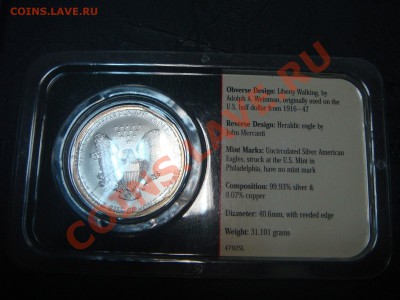 COINS.LAVE.RU
Obverse Design: Liberty Walking, by
Adolph A. Weinman, originally used on the
U.S. half dollar from 1916–47
Reverse Design: Heraldic eagle by
John Mercanti
Mint Marks: Uncirculated Silver American
Eagles, struck at the U.S. Mint in
Philadelphia, have no mint mark
Composition: 99.93% silver &
0.07% copper
Diameter: 40.6mm, with reeded edge
Weight: 31.101 grams
COINS.LAVE.RU